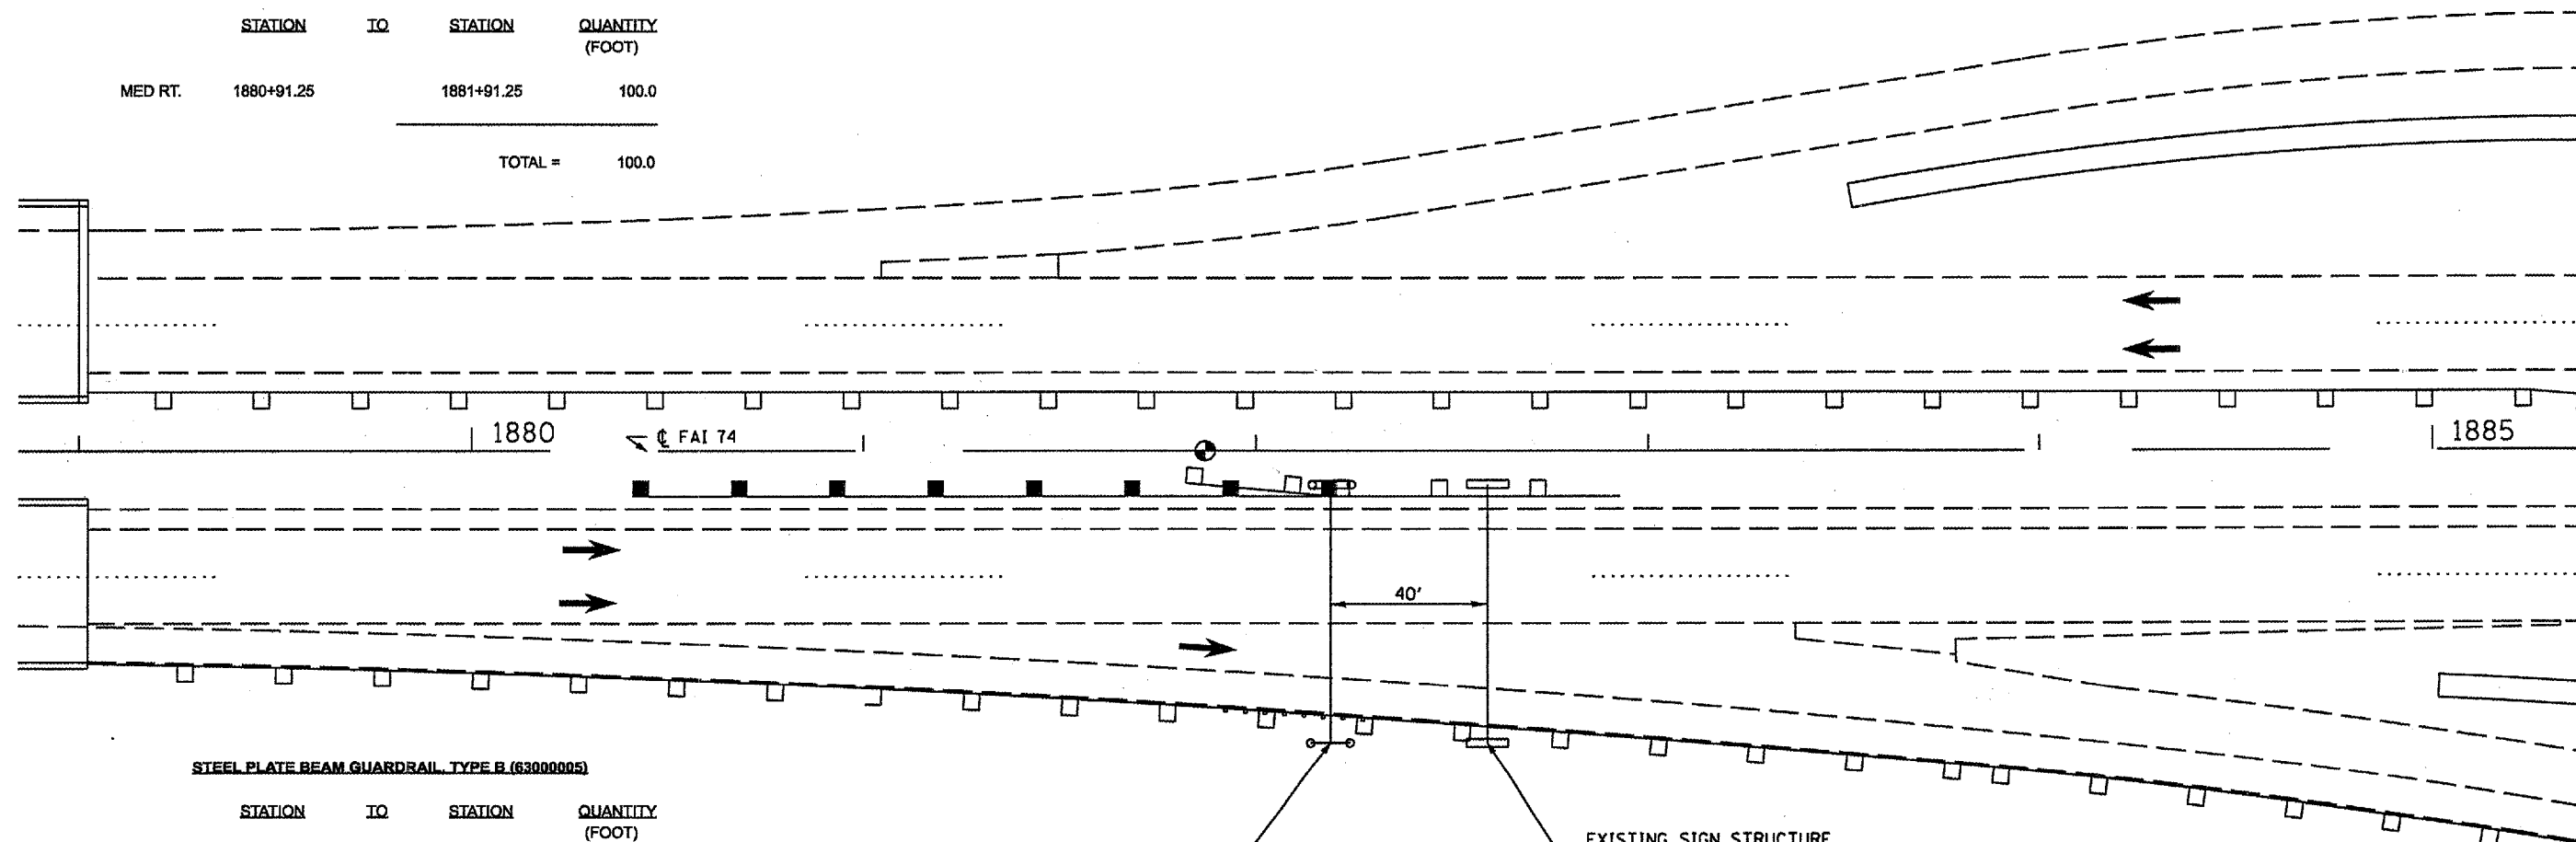 STATION TO STATION QUANTITY
(FOOT)
MED RT. 1880+91.25 1881+91.25 100.0
TOTAL = 100.0
1880
℄ FAI 74
1885
40'
STEEL PLATE BEAM GUARDRAIL, TYPE B (63000005)
STATION TO STATION QUANTITY
(FOOT)
EXISTING SIGN STRUCTURE